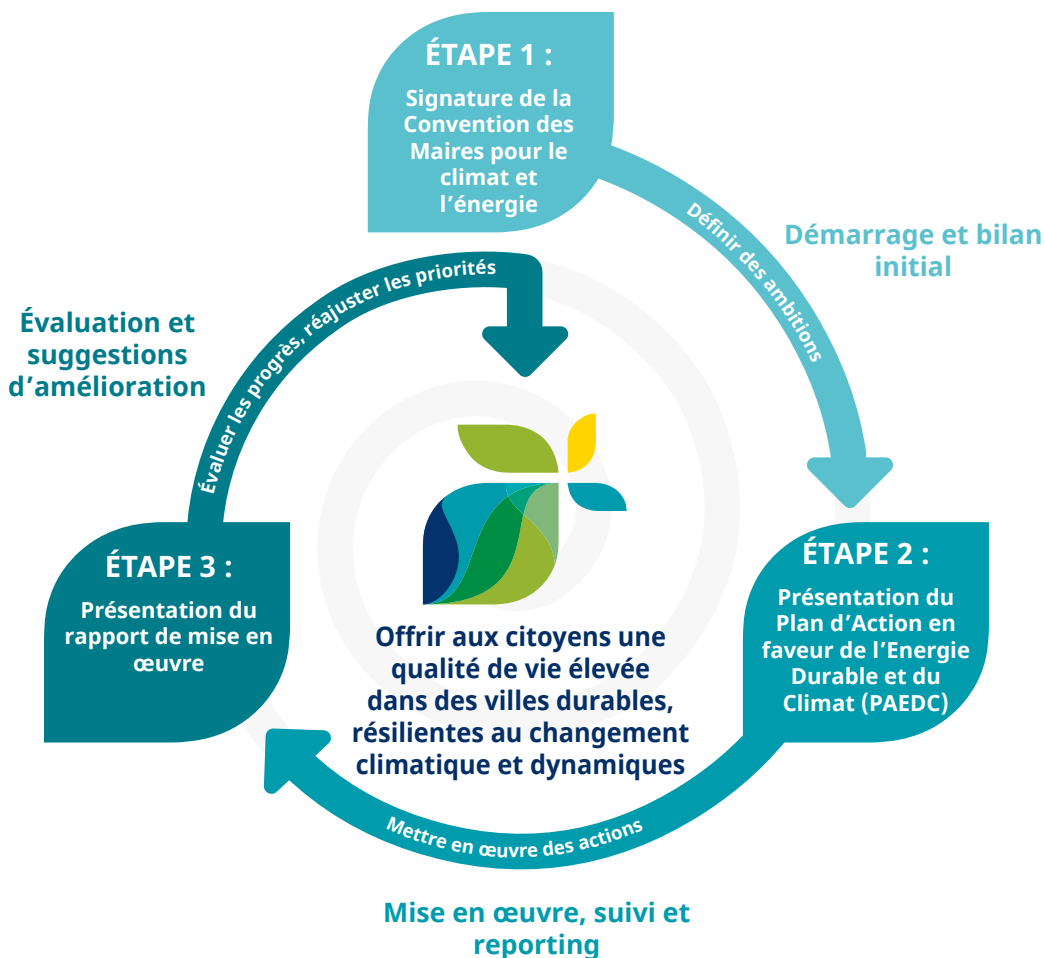 ÉTAPE 1 :
Signature de la
Convention des
Maires pour le
climat et
l’énergie
Définir des ambitions
Démarrage et bilan
initial
ÉTAPE 2 :
Présentation du
Plan d’Action en
faveur de l’Energie
Durable et du
Climat (PAEDC)
Mettre en œuvre des actions
Mise en œuvre, suivi et
reporting
ÉTAPE 3 :
Présentation du
rapport de mise en
œuvre
Évaluer les progrès, réajuster les priorités
Évaluation et
suggestions
d’amélioration
Offrir aux citoyens une
qualité de vie élevée
dans des villes durables,
résilientes au changement
climatique et dynamiques